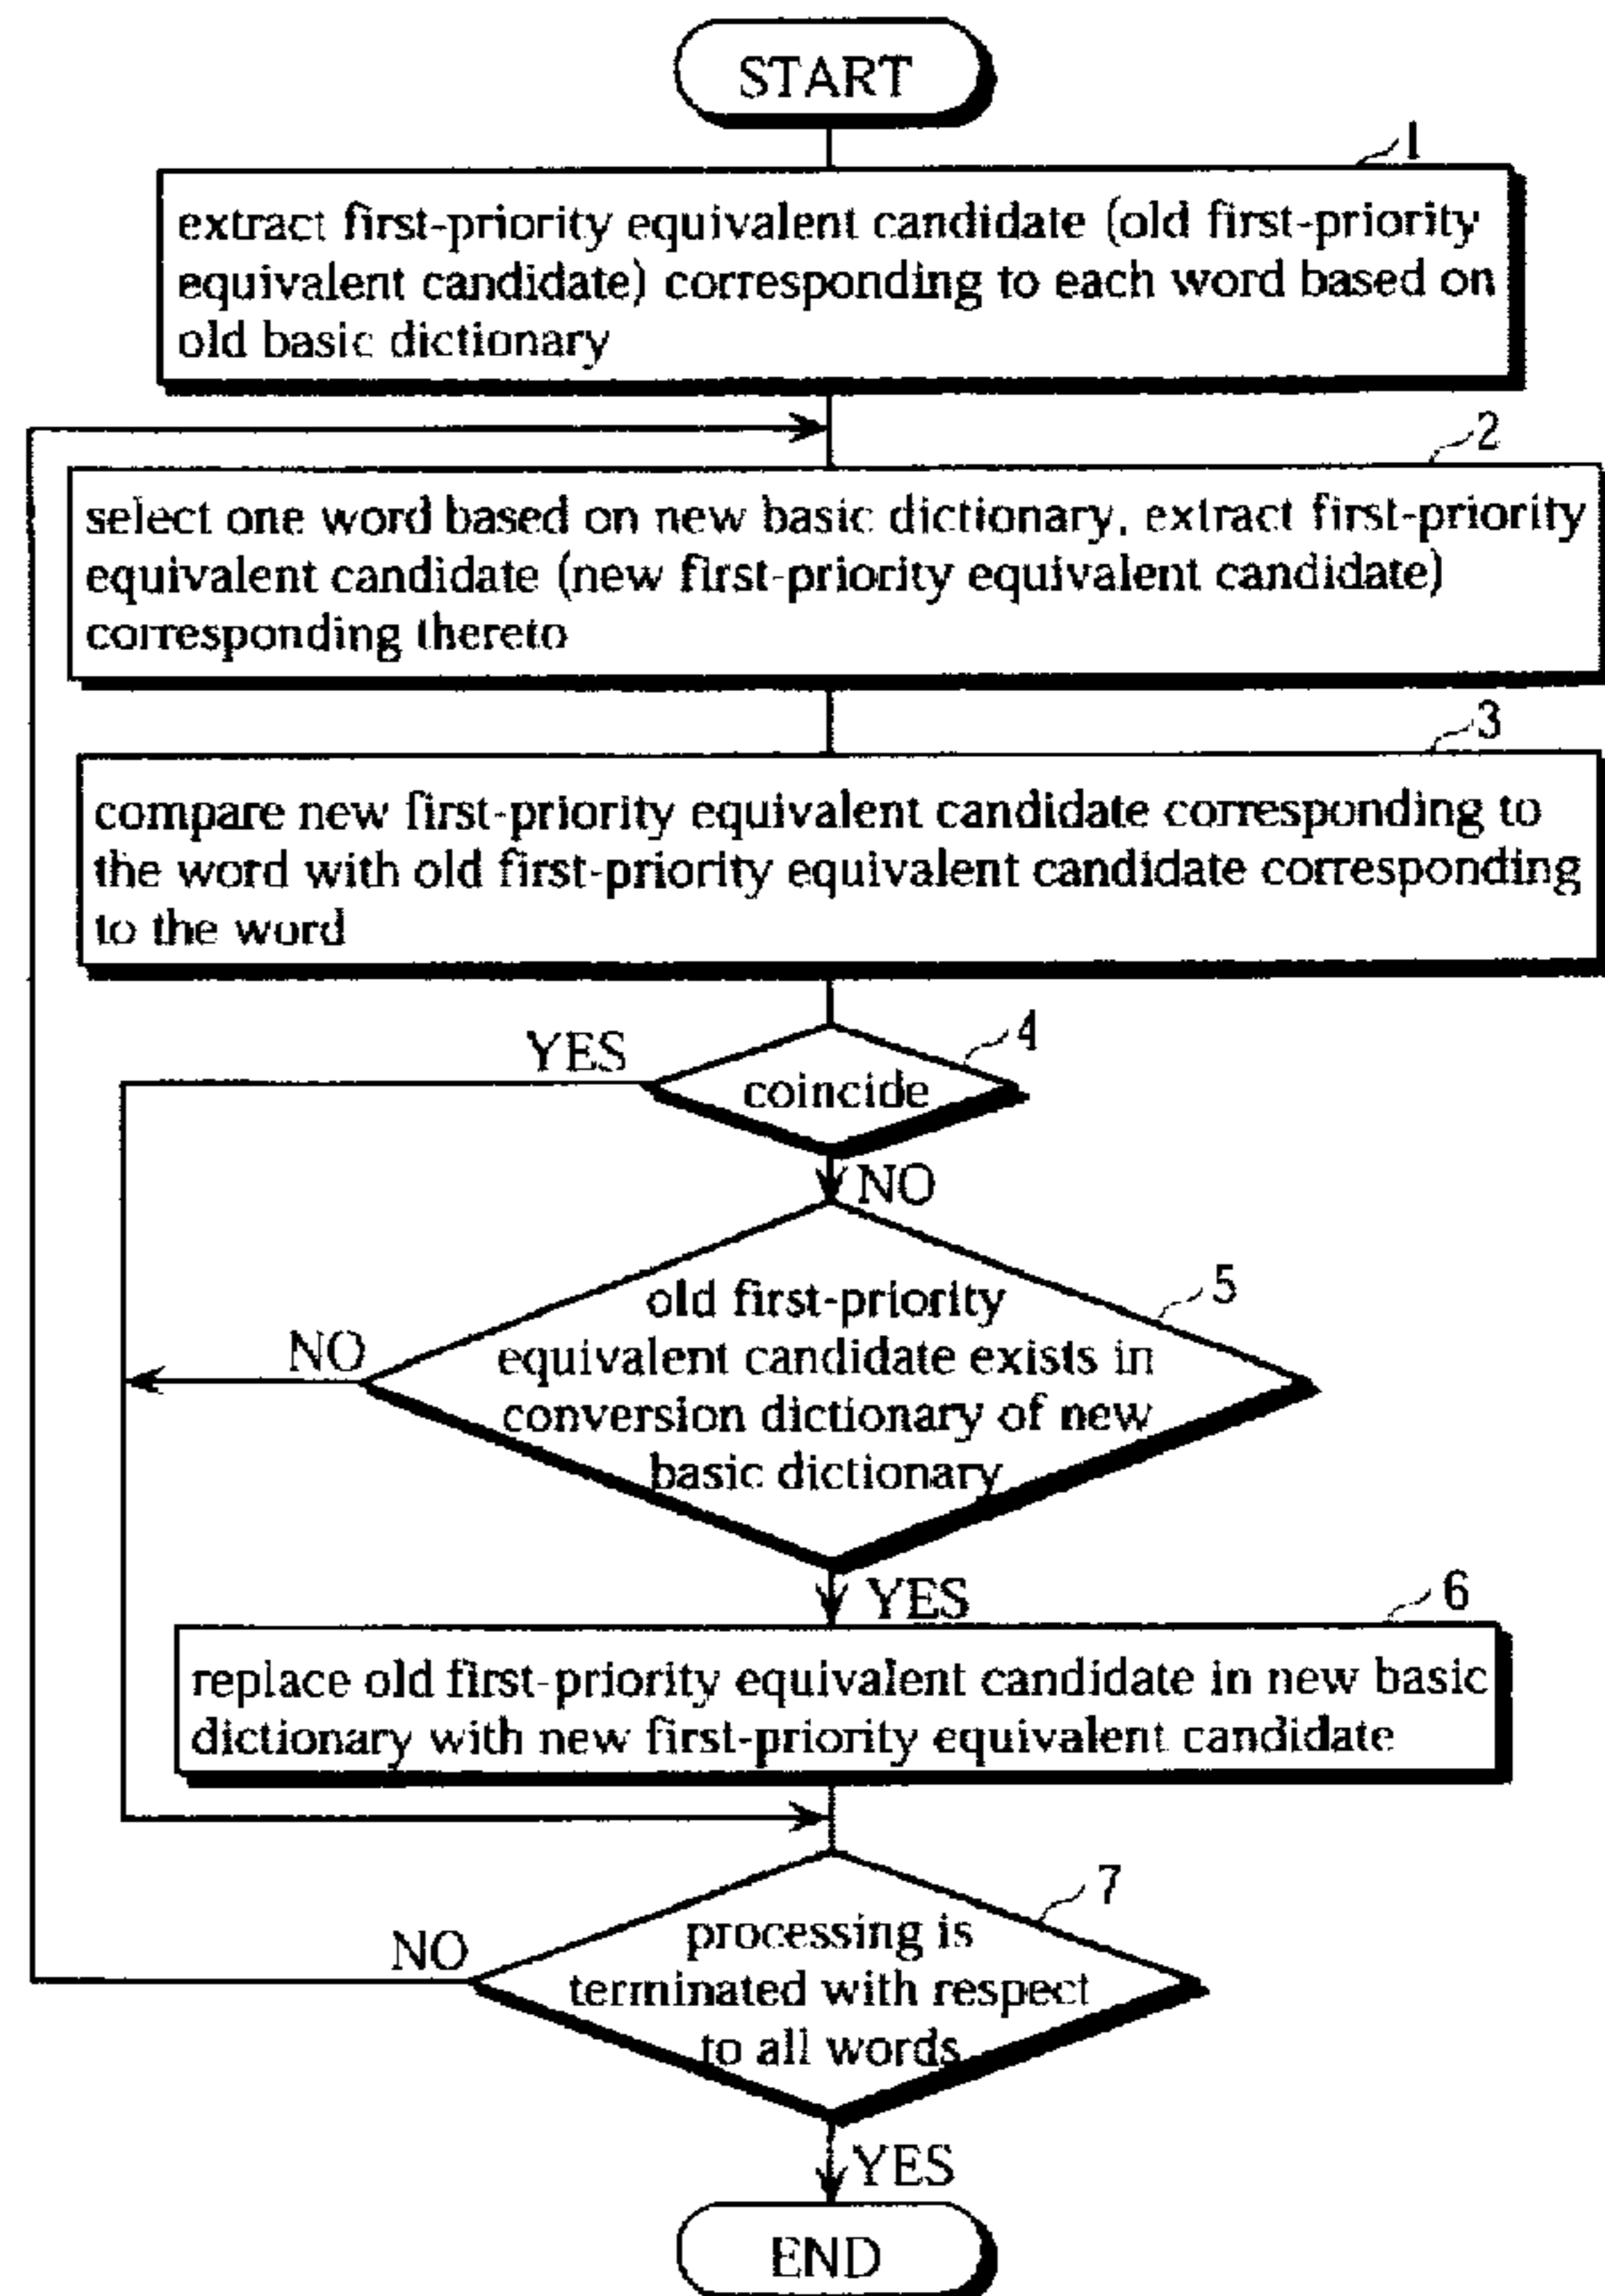 START
1
extract first-priority equivalent candidate (old first-priority
equivalent candidate) corresponding to each word based on
old basic dictionary
2
select one word based on new basic dictionary, extract first-priority
equivalent candidate (new first-priority equivalent candidate)
corresponding thereto
3
compare new first-priority equivalent candidate corresponding to
the word with old first-priority equivalent candidate corresponding
to the word
YES
4
coincide
NO
5
old first-priority
NO
equivalent candidate exists in
conversion dictionary of new
basic dictionary
YES
6
replace old first-priority equivalent candidate in new basic
dictionary with new first-priority equivalent candidate
7
NO
processing is
terminated with respect
to all words
YES
END